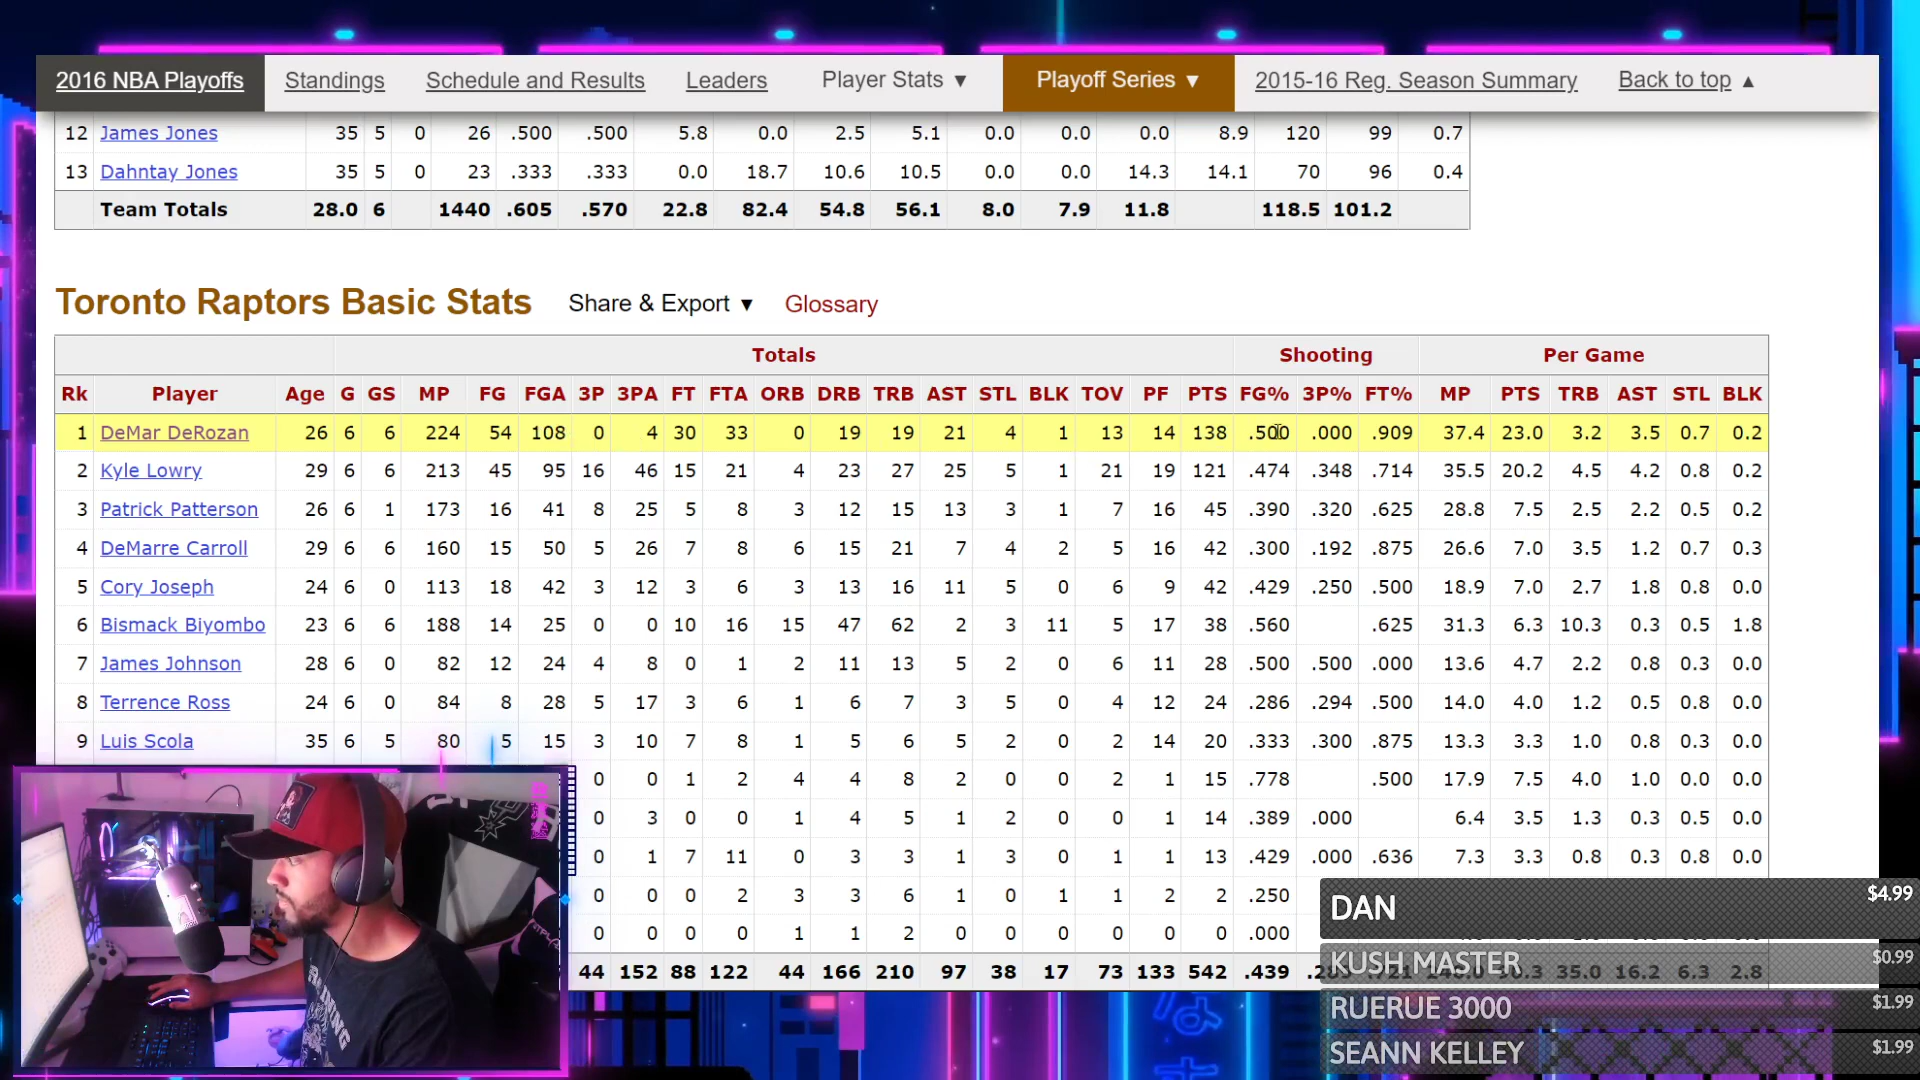 2016 NBA Playoffs Standings Schedule and Results Leaders Player Stats ▼ Playoff Series ▼ 2015-16 Reg. Season Summary Back to top ▲
12 James Jones 35 5 0 26 .500 .500 5.8 0.0 2.5 5.1 0.0 0.0 0.0 8.9 120 99 0.7
13 Dahntay Jones 35 5 0 23 .333 .333 0.0 18.7 10.6 10.5 0.0 0.0 14.3 14.1 70 96 0.4
Team Totals 28.0 6 1440 .605 .570 22.8 82.4 54.8 56.1 8.0 7.9 11.8 118.5 101.2
Toronto Raptors Basic Stats Share & Export ▼ Glossary
Totals Shooting Per Game
Rk Player Age G GS MP FG FGA 3P 3PA FT FTA ORB DRB TRB AST STL BLK TOV PF PTS FG% 3P% FT% MP PTS TRB AST STL BLK
1 DeMar DeRozan 26 6 6 224 54 108 0 4 30 33 0 19 19 21 4 1 13 14 138 .500 .000 .909 37.4 23.0 3.2 3.5 0.7 0.2
2 Kyle Lowry 29 6 6 213 45 95 16 46 15 21 4 23 27 25 5 1 21 19 121 .474 .348 .714 35.5 20.2 4.5 4.2 0.8 0.2
3 Patrick Patterson 26 6 1 173 16 41 8 25 5 8 3 12 15 13 3 1 7 16 45 .390 .320 .625 28.8 7.5 2.5 2.2 0.5 0.2
4 DeMarre Carroll 29 6 6 160 15 50 5 26 7 8 6 15 21 7 4 2 5 16 42 .300 .192 .875 26.6 7.0 3.5 1.2 0.7 0.3
5 Cory Joseph 24 6 0 113 18 42 3 12 3 6 3 13 16 11 5 0 6 9 42 .429 .250 .500 18.9 7.0 2.7 1.8 0.8 0.0
6 Bismack Biyombo 23 6 6 188 14 25 0 0 10 16 15 47 62 2 3 11 5 17 38 .560 .625 31.3 6.3 10.3 0.3 0.5 1.8
7 James Johnson 28 6 0 82 12 24 4 8 0 1 2 11 13 5 2 0 6 11 28 .500 .500 .000 13.6 4.7 2.2 0.8 0.3 0.0
8 Terrence Ross 24 6 0 84 8 28 5 17 3 6 1 6 7 3 5 0 4 12 24 .286 .294 .500 14.0 4.0 1.2 0.5 0.8 0.0
9 Luis Scola 35 6 5 80 5 15 3 10 7 8 1 5 6 5 2 0 2 14 20 .333 .300 .875 13.3 3.3 1.0 0.8 0.3 0.0
0 0 1 2 4 4 8 2 0 0 2 1 15 .778 .500 17.9 7.5 4.0 1.0 0.0 0.0
0 3 0 0 1 4 5 1 2 0 0 1 14 .389 .000 6.4 3.5 1.3 0.3 0.5 0.0
0 1 7 11 0 3 3 1 3 0 1 1 13 .429 .000 .636 7.3 3.3 0.8 0.3 0.8 0.0
0 0 0 2 3 3 6 1 0 1 1 2 2 .250
0 0 0 0 1 1 2 0 0 0 0 0 0 .000
44 152 88 122 44 166 210 97 38 17 73 133 542 .439 35.0 16.2 6.3 2.8
DAN $4.99
KUSH MASTER $0.99
RUERUE 3000 $1.99
SEANN KELLEY $1.99